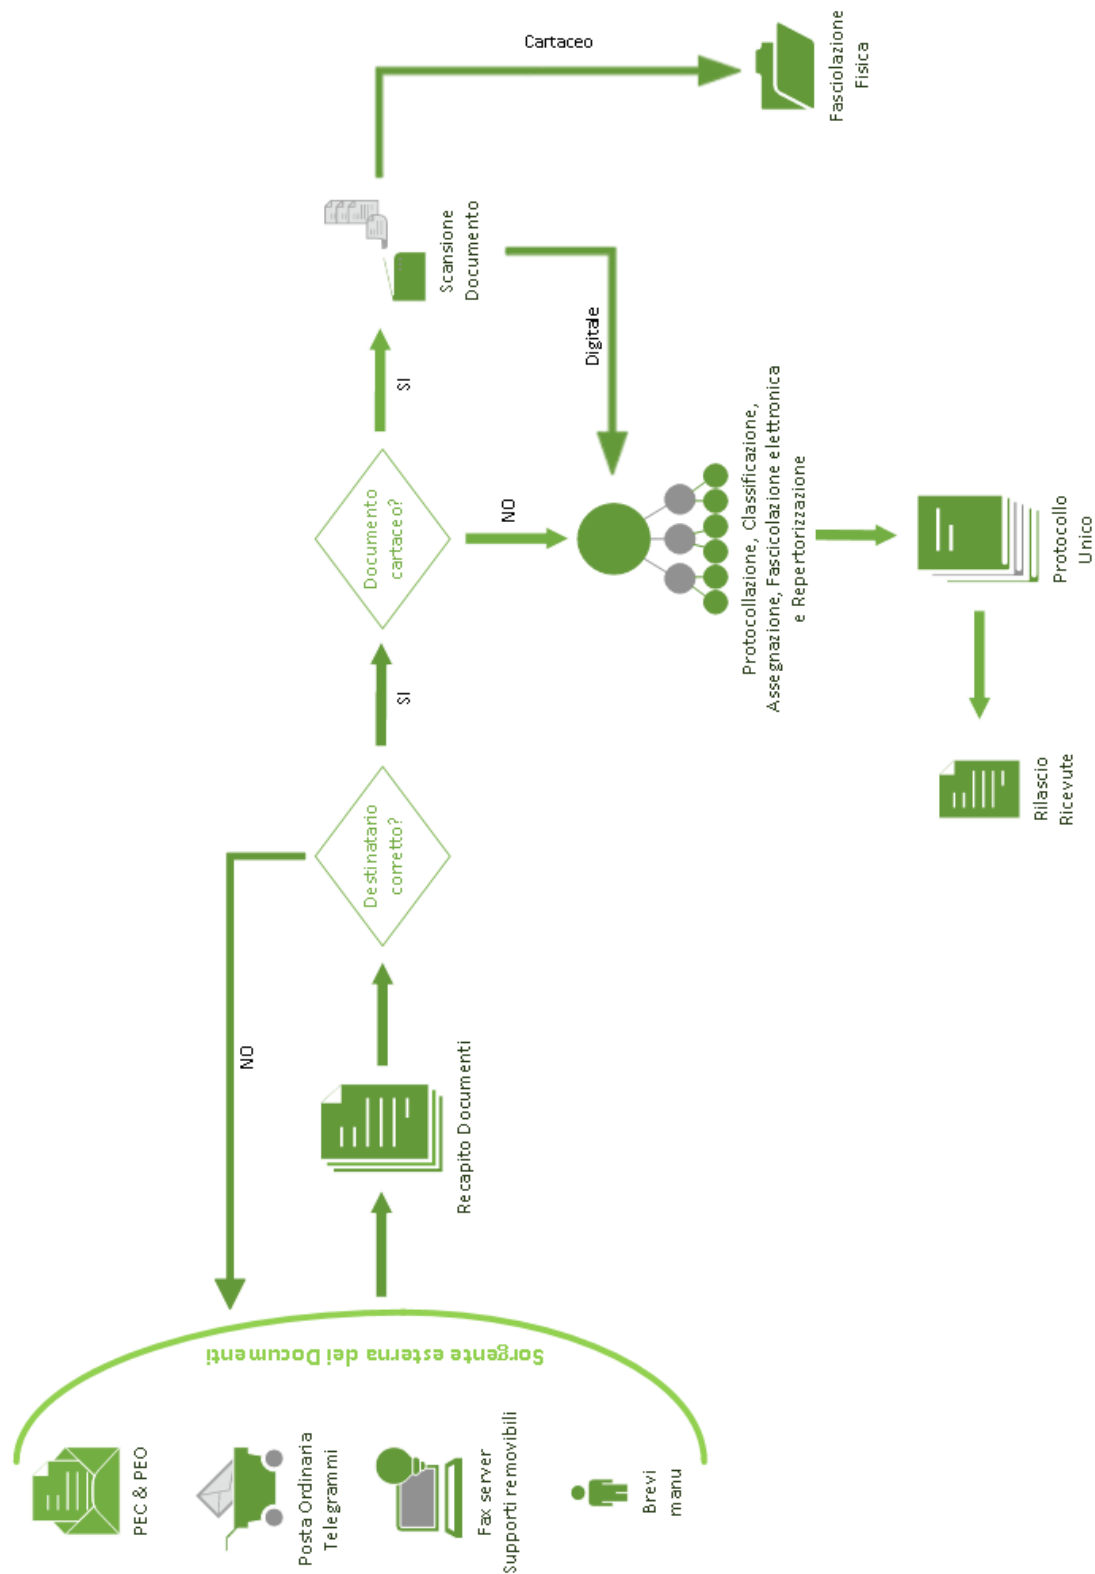 PEC & PEO
Posta Ordinaria
Telegrammi
Fax server
Supporti removibili
Brevi
manu
Sorgente esterna dei Documenti
NO
Recapito Documenti
Destinatario
corretto?
SI
Documento
cartaceo?
SI
NO
Scansione
Documento
Cartaceo
Fasciolazione
Fisica
Digitale
Protocollazione, Classificazione,
Assegnazione, Fascicolazione elettronica
e Repertorizzazione
Protocollo
Unico
Rilascio
Ricevute